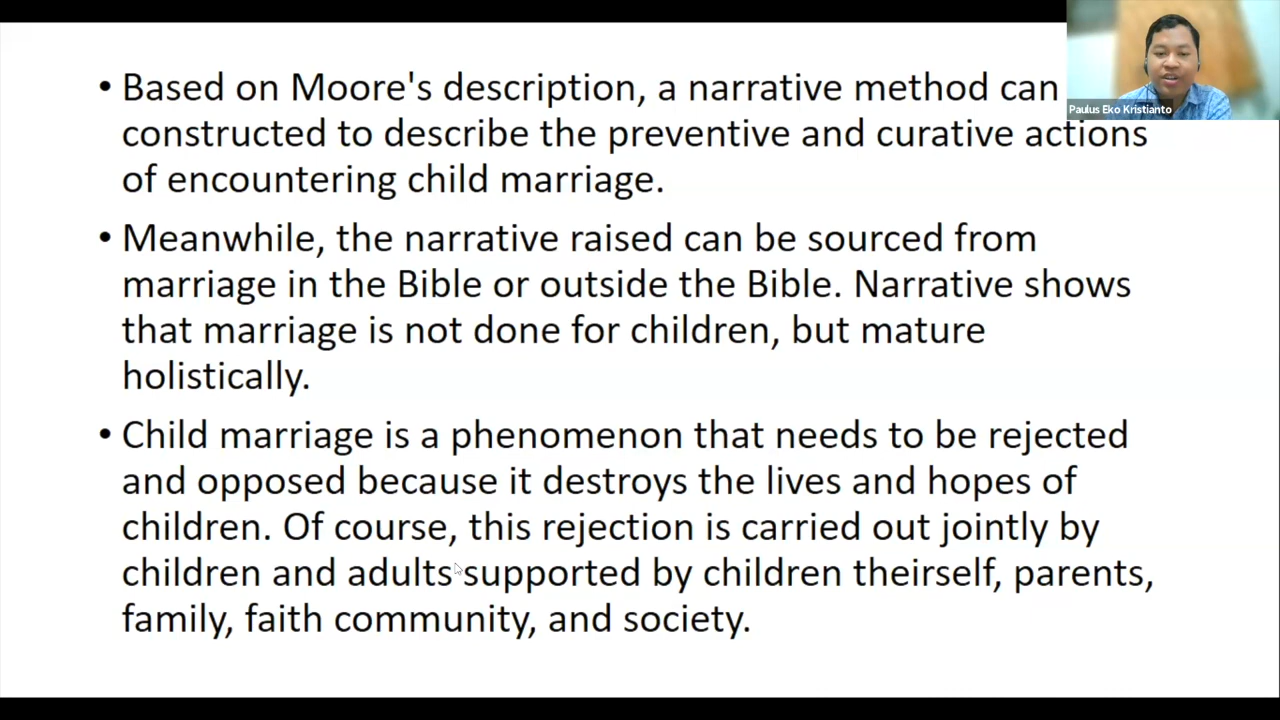 • Based on Moore's description, a narrative method can
constructed to describe the preventive and curative actions
of encountering child marriage.
• Meanwhile, the narrative raised can be sourced from
marriage in the Bible or outside the Bible. Narrative shows
that marriage is not done for children, but mature
holistically.
• Child marriage is a phenomenon that needs to be rejected
and opposed because it destroys the lives and hopes of
children. Of course, this rejection is carried out jointly by
children and adults supported by children theirself, parents,
family, faith community, and society.
Paulus Eko Kristianto